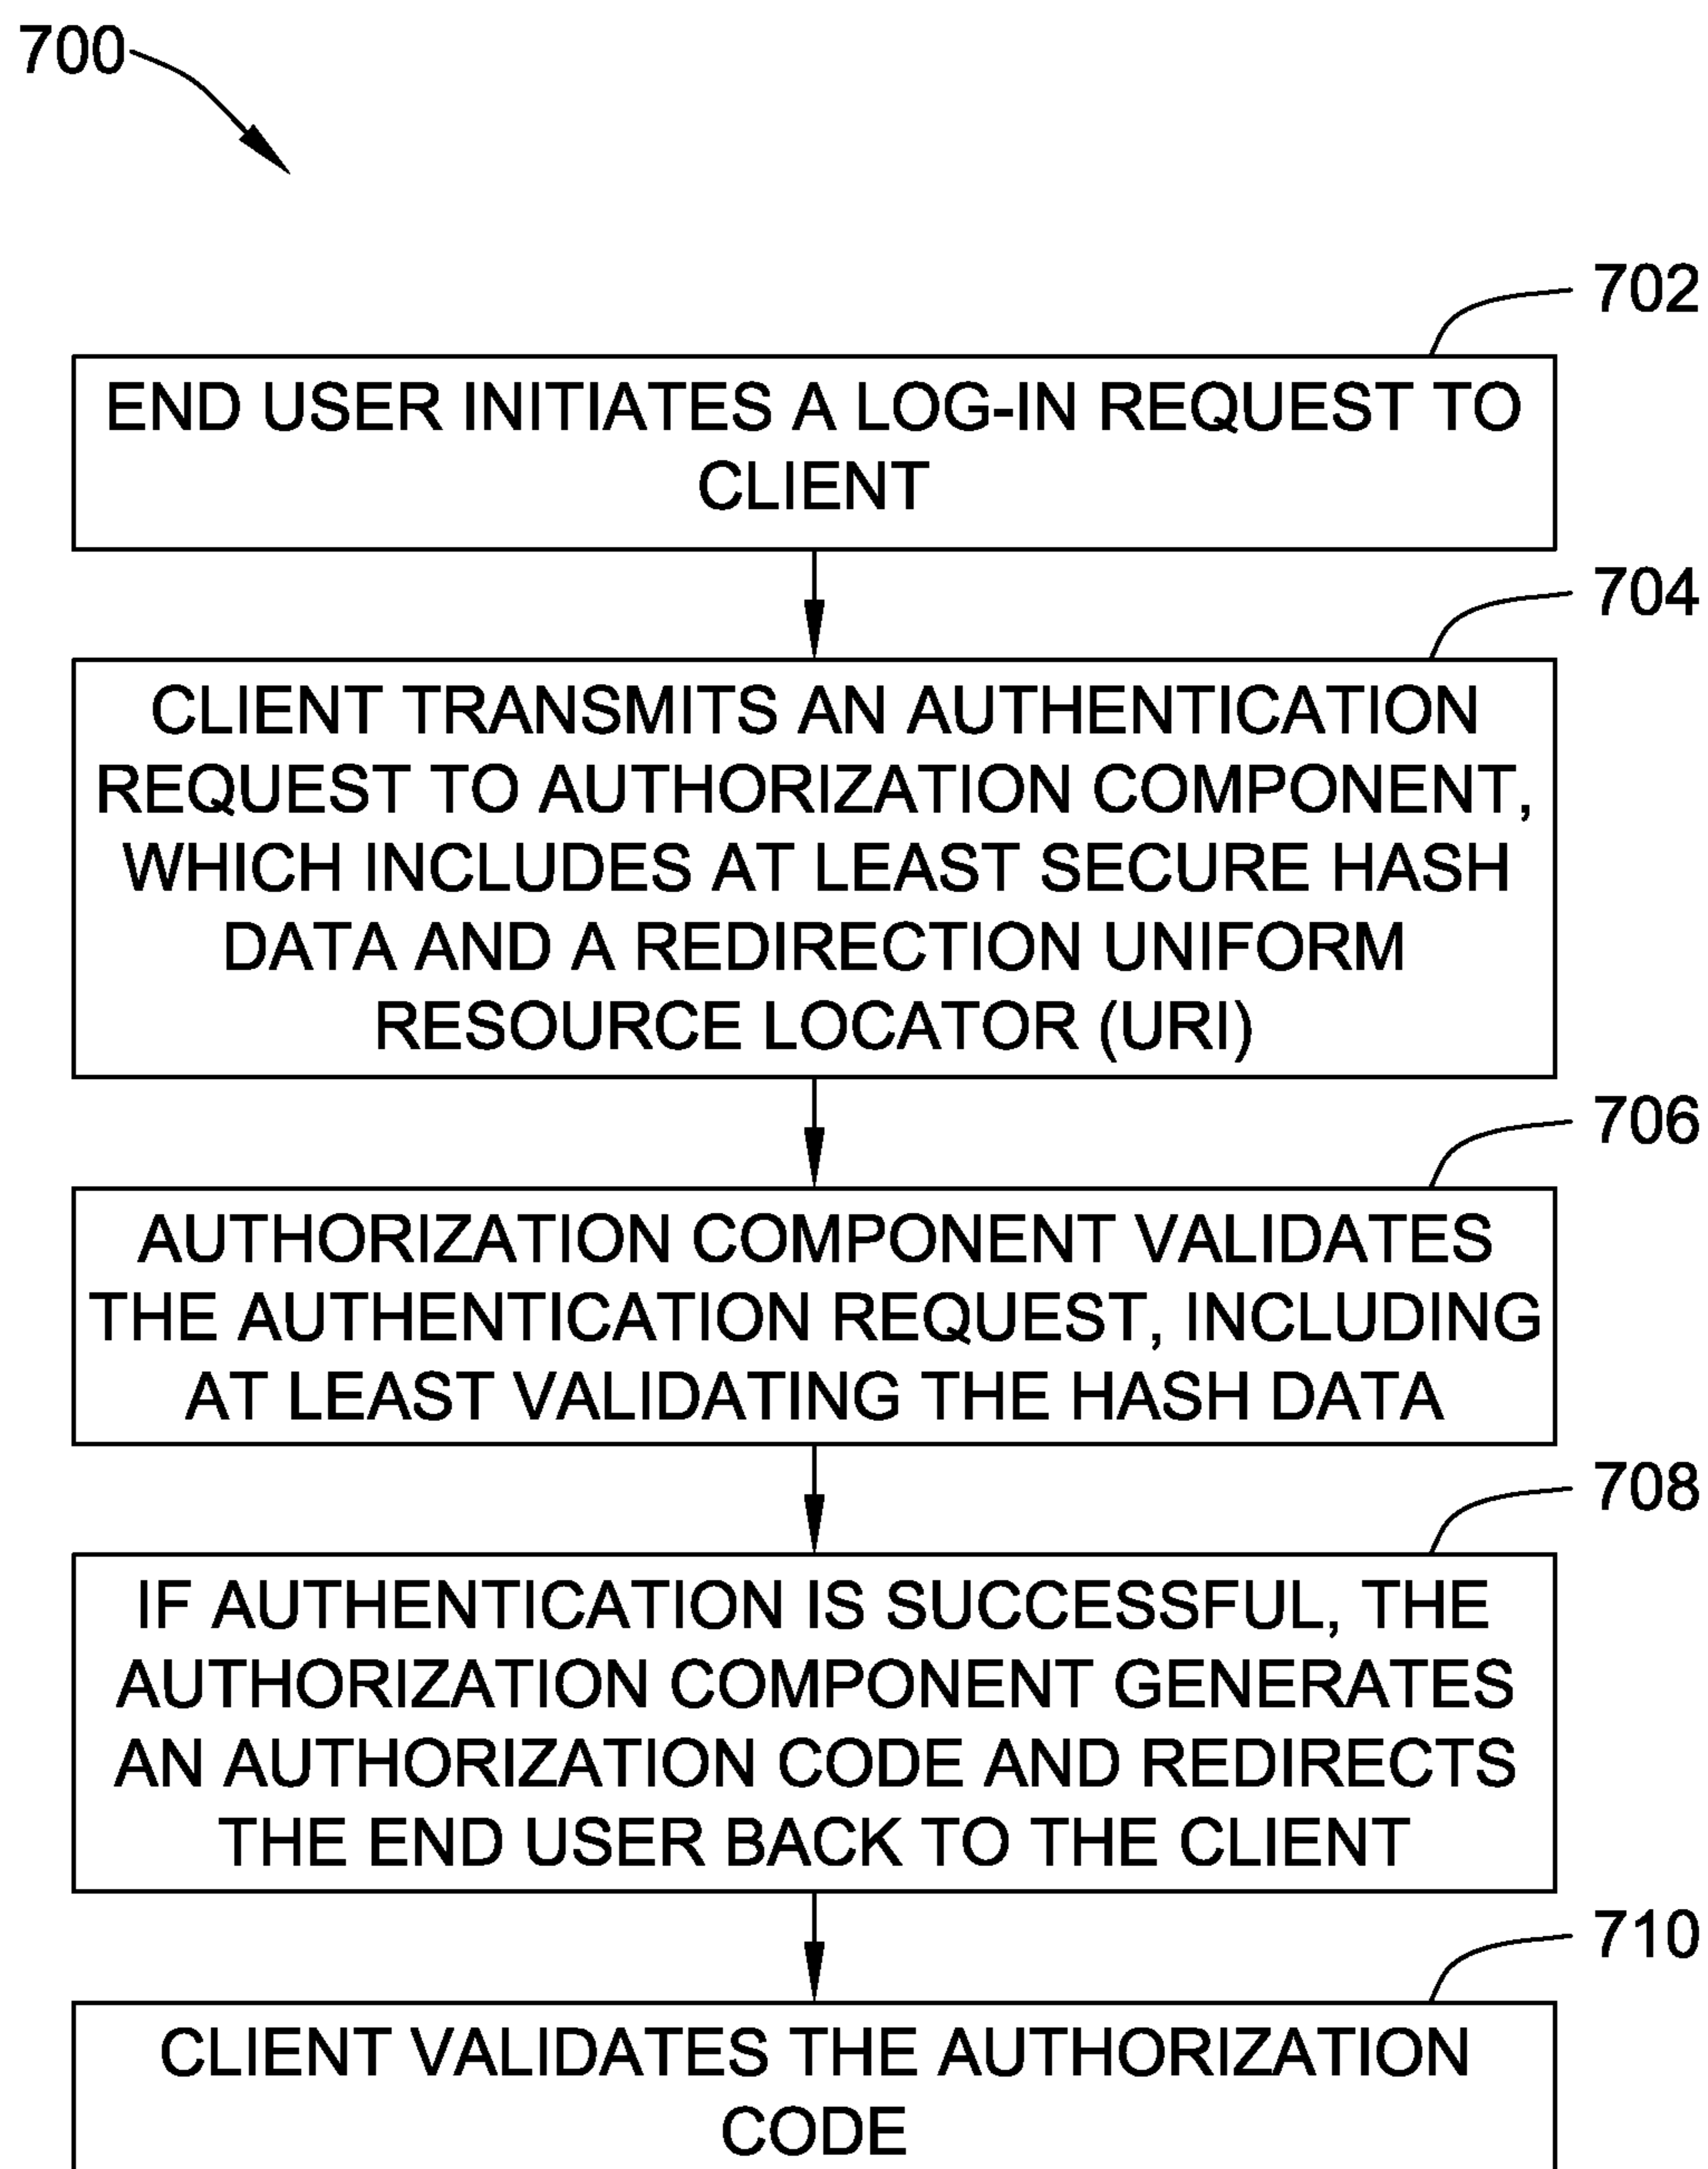 700
702
END USER INITIATES A LOG-IN REQUEST TO
CLIENT
704
CLIENT TRANSMITS AN AUTHENTICATION
REQUEST TO AUTHORIZATION COMPONENT,
WHICH INCLUDES AT LEAST SECURE HASH
DATA AND A REDIRECTION UNIFORM
RESOURCE LOCATOR (URI)
706
AUTHORIZATION COMPONENT VALIDATES
THE AUTHENTICATION REQUEST, INCLUDING
AT LEAST VALIDATING THE HASH DATA
708
IF AUTHENTICATION IS SUCCESSFUL, THE
AUTHORIZATION COMPONENT GENERATES
AN AUTHORIZATION CODE AND REDIRECTS
THE END USER BACK TO THE CLIENT
710
CLIENT VALIDATES THE AUTHORIZATION
CODE